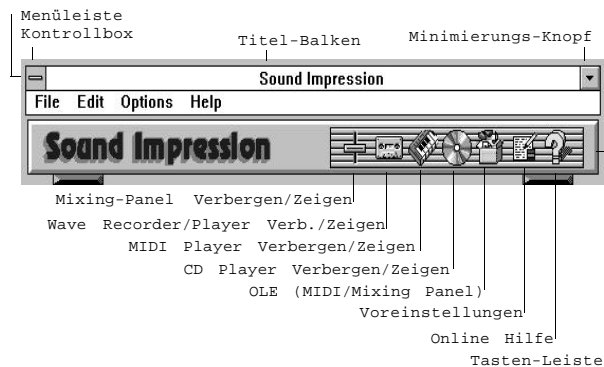 Menüleiste
Kontrollbox
Titel-Balken
Minimierungs-Knopf
Sound Impression
File Edit Options Help
Sound Impression
Mixing-Panel Verbergen/Zeigen
Wave Recorder/Player Verb./Zeigen
MIDI Player Verbergen/Zeigen
CD Player Verbergen/Zeigen
OLE (MIDI/Mixing Panel)
Voreinstellungen
Online Hilfe
Tasten-Leiste